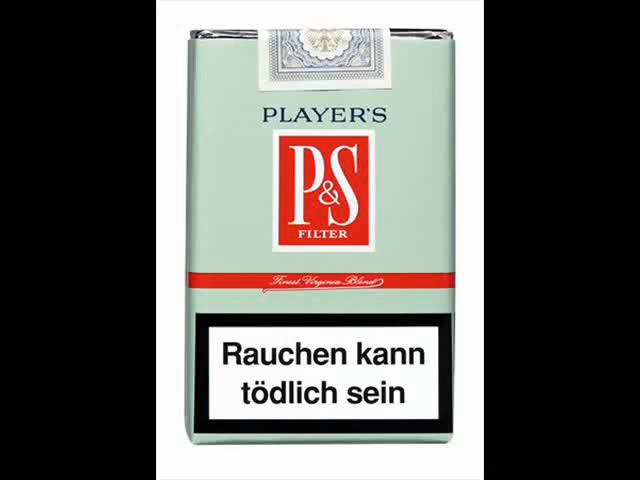 PLAYER'S
P&S
FILTER
Finest Virginia Blend
Rauchen kann
tödlich sein